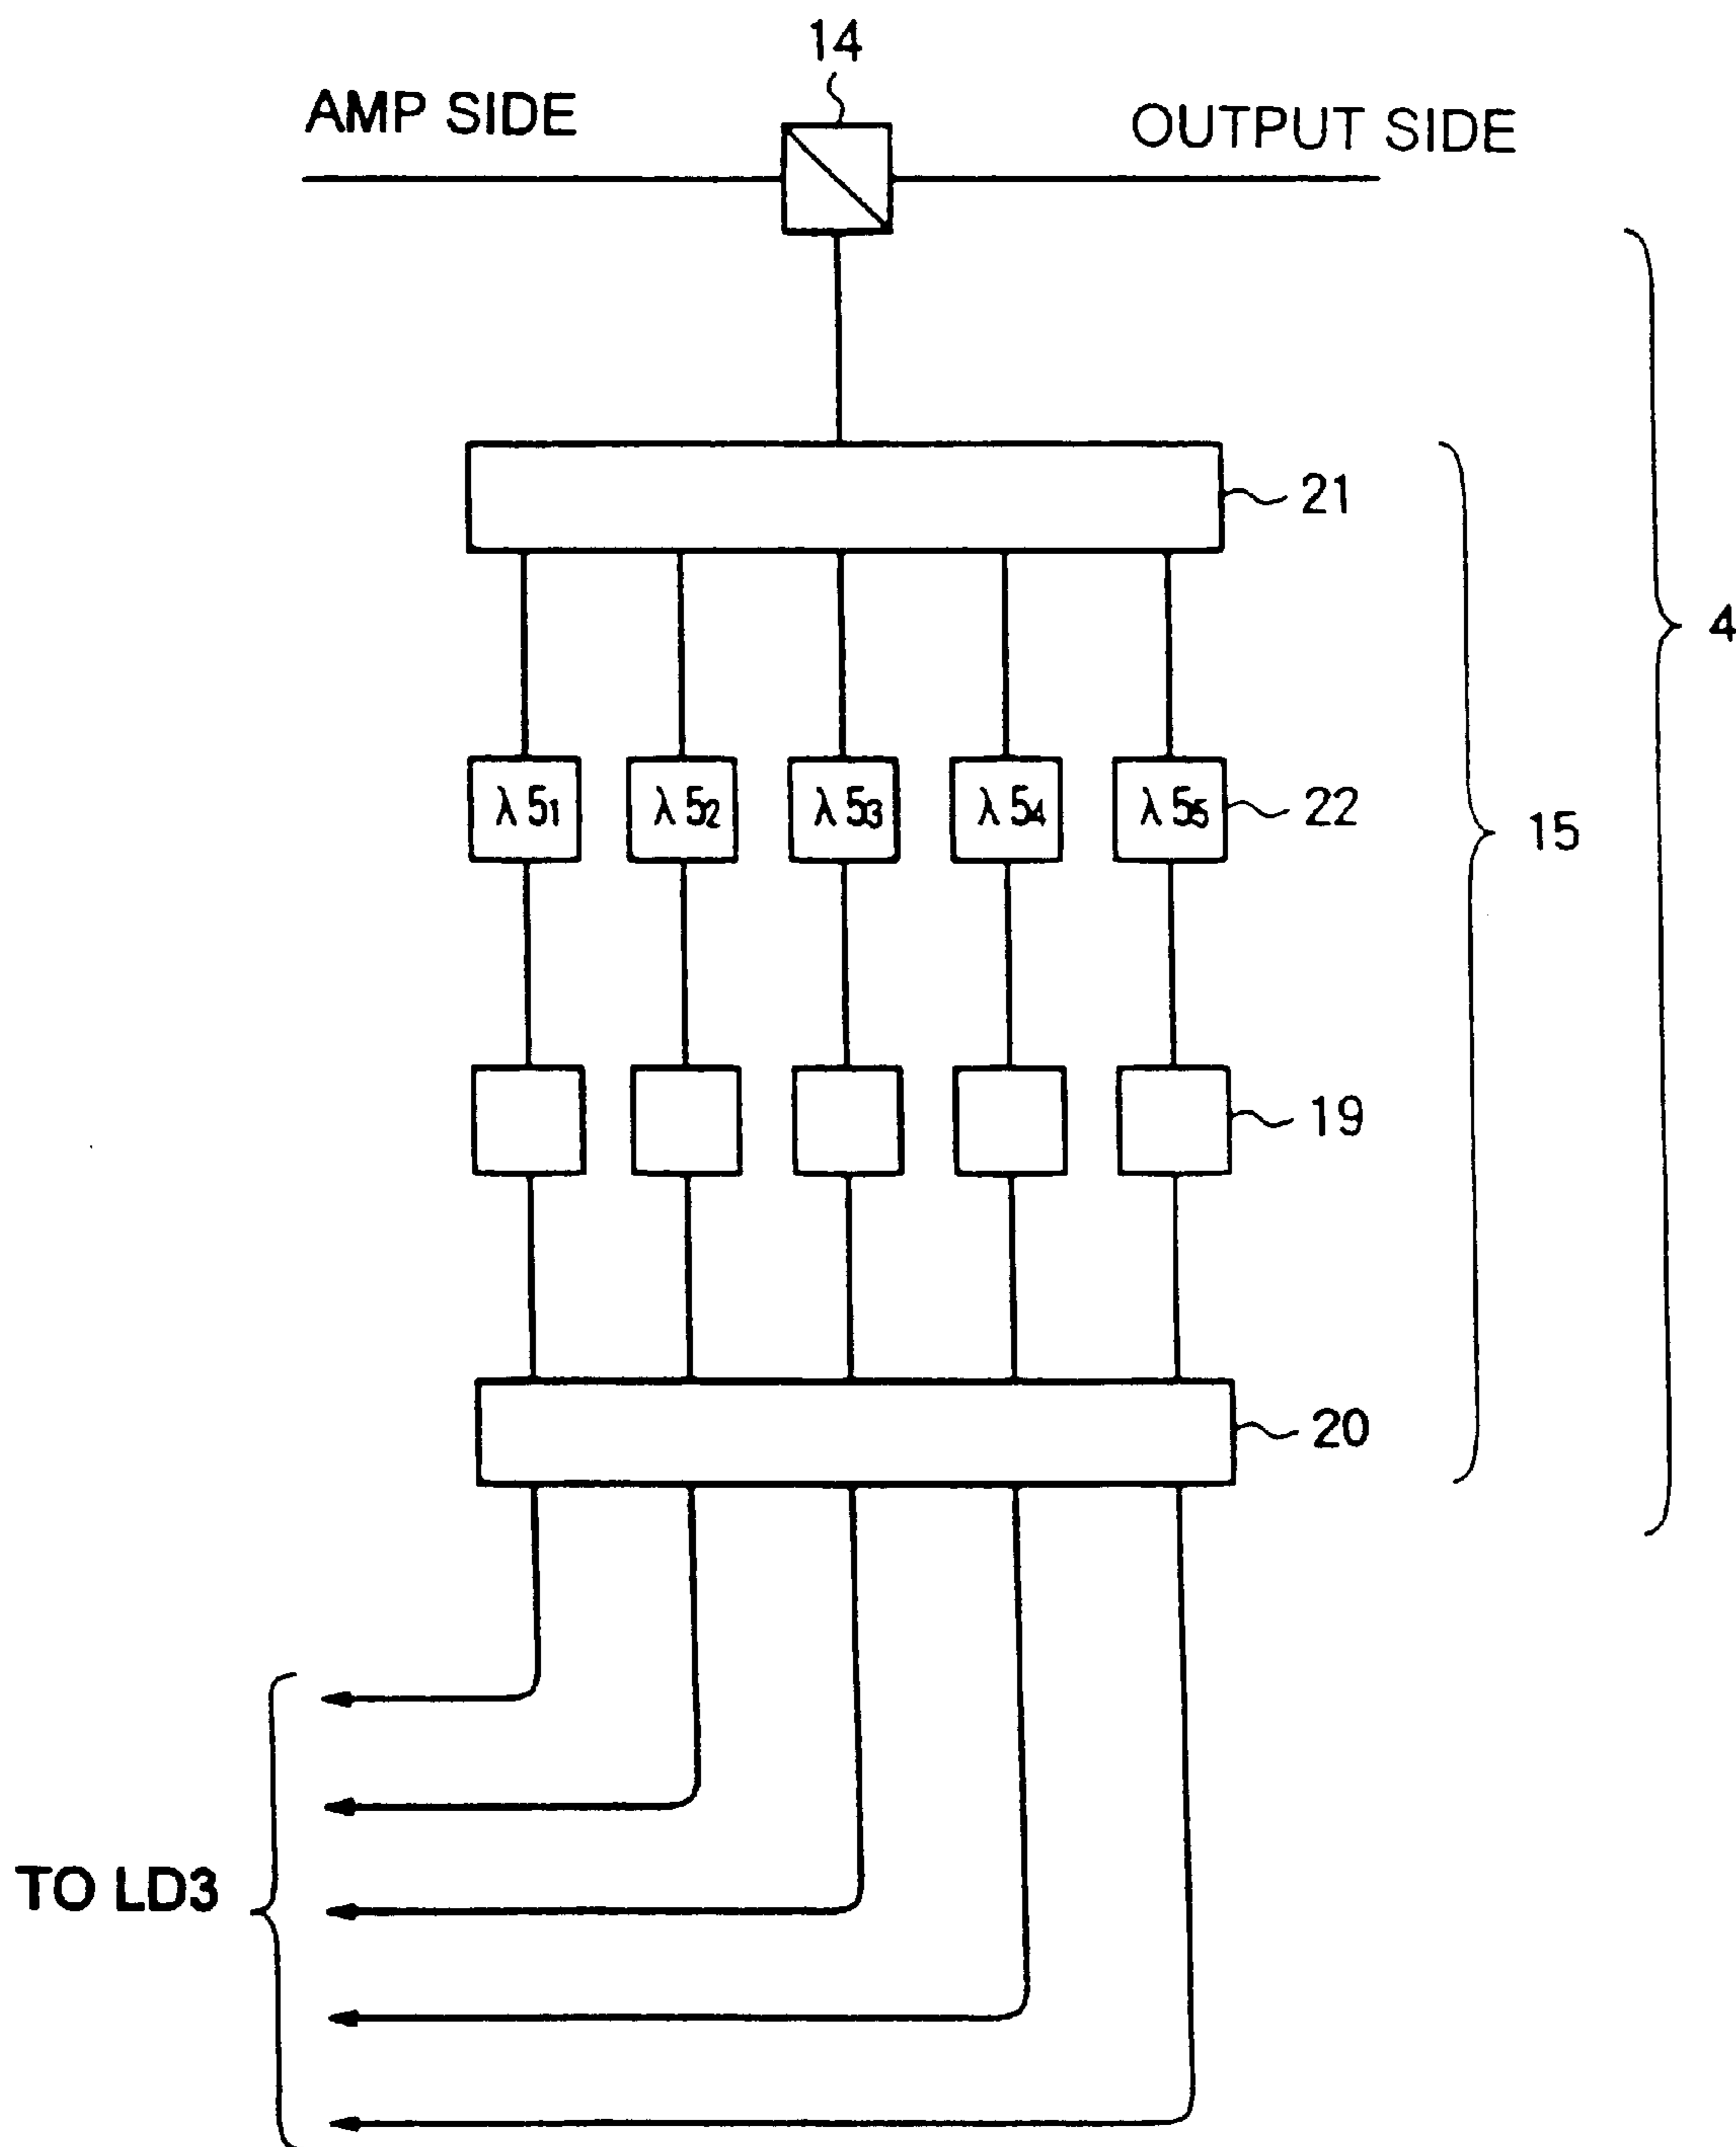 14
AMP SIDE
OUTPUT SIDE
4
21
λ5₁ λ5₂ λ5₃ λ5₄ λ5₅
22
15
19
20
TO LD3